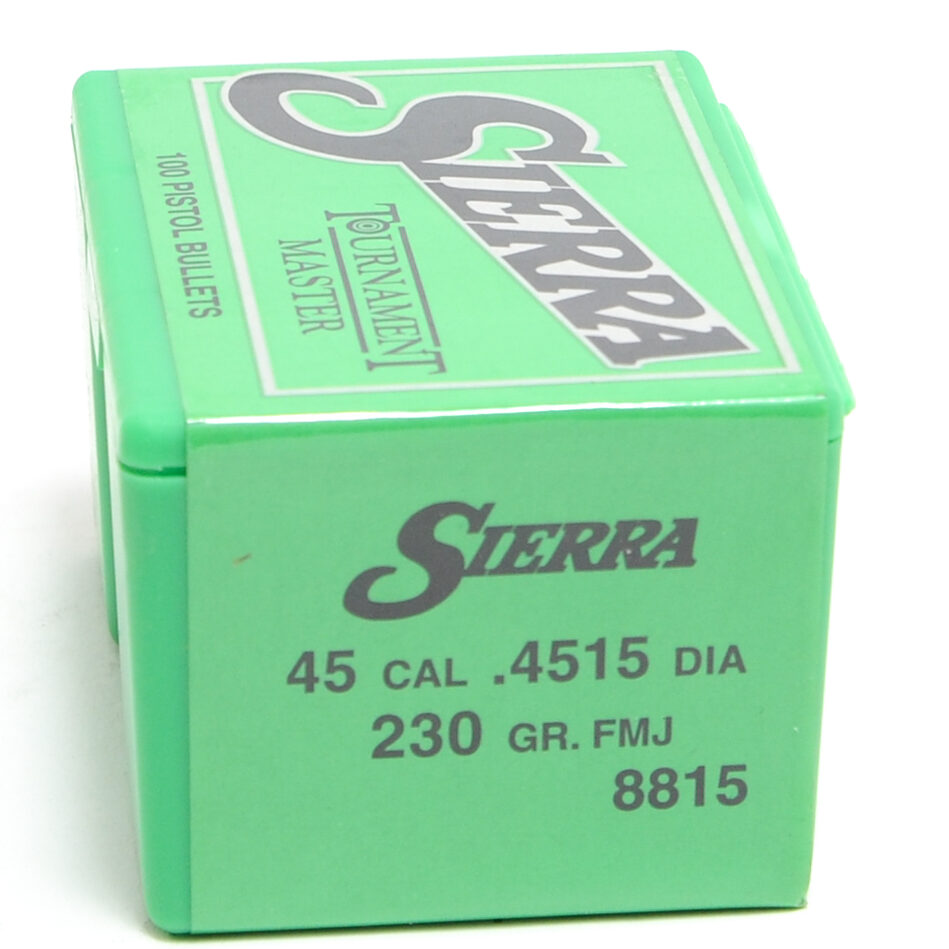 SIERRA
TOURNAMENT
MASTER
100 PISTOL BULLETS
SIERRA
45 CAL .4515 DIA
230 GR. FMJ
8815